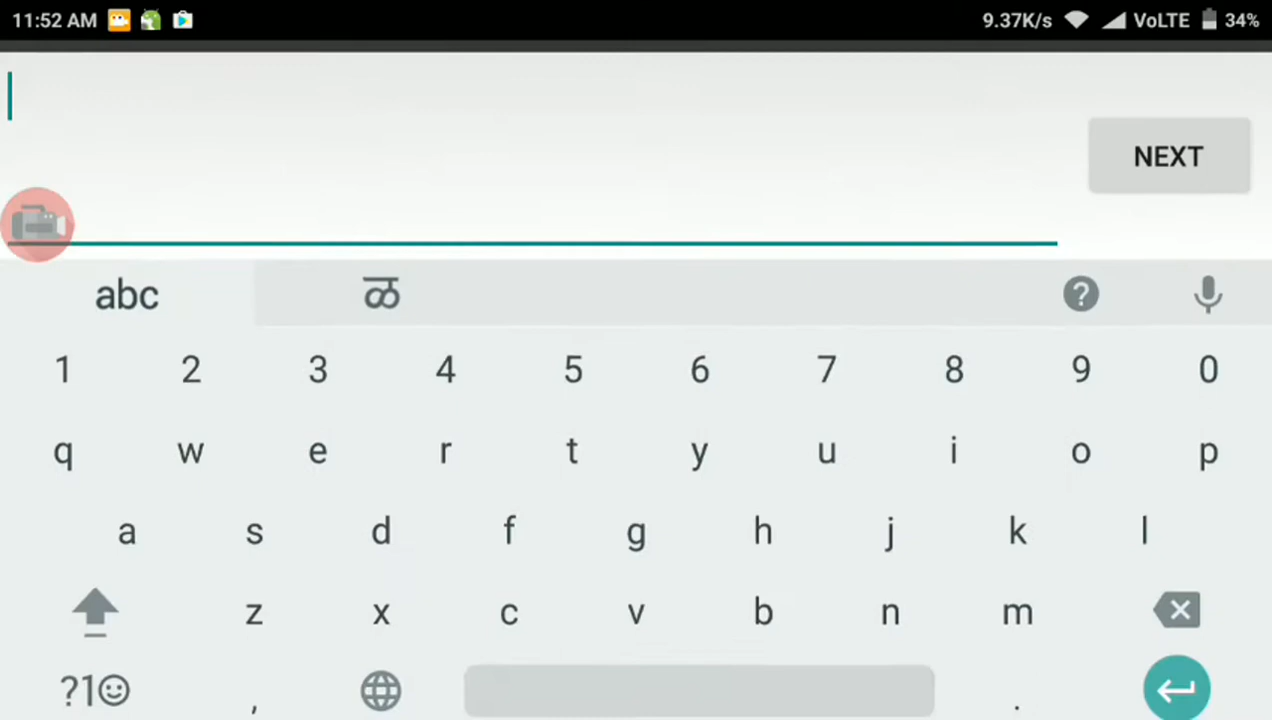 11:52 AM 9.37K/s VoLTE 34%
NEXT
abc ळ ?
1 2 3 4 5 6 7 8 9 0
q w e r t y u i o p
a s d f g h j k l
z x c v b n m
?1☺ , .